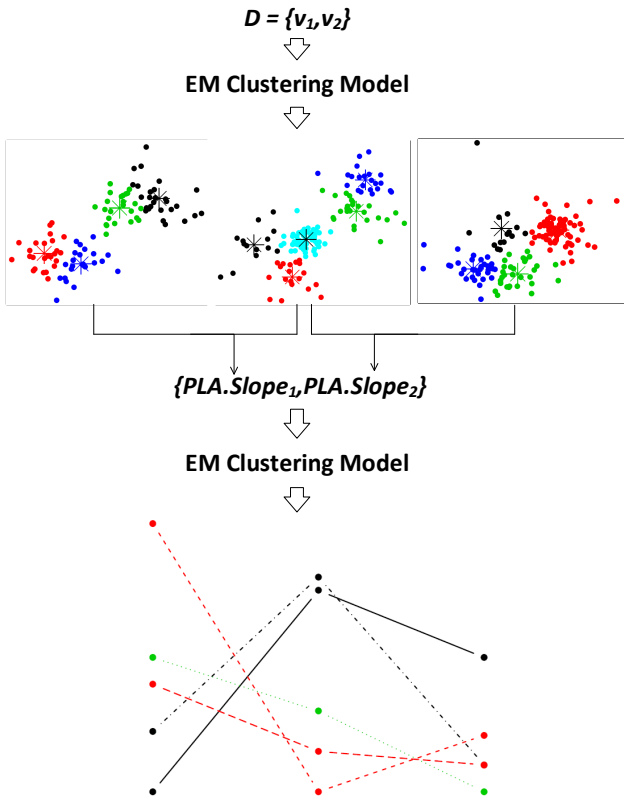 D = {v₁,v₂}
EM Clustering Model
{PLA.Slope₁,PLA.Slope₂}
EM Clustering Model